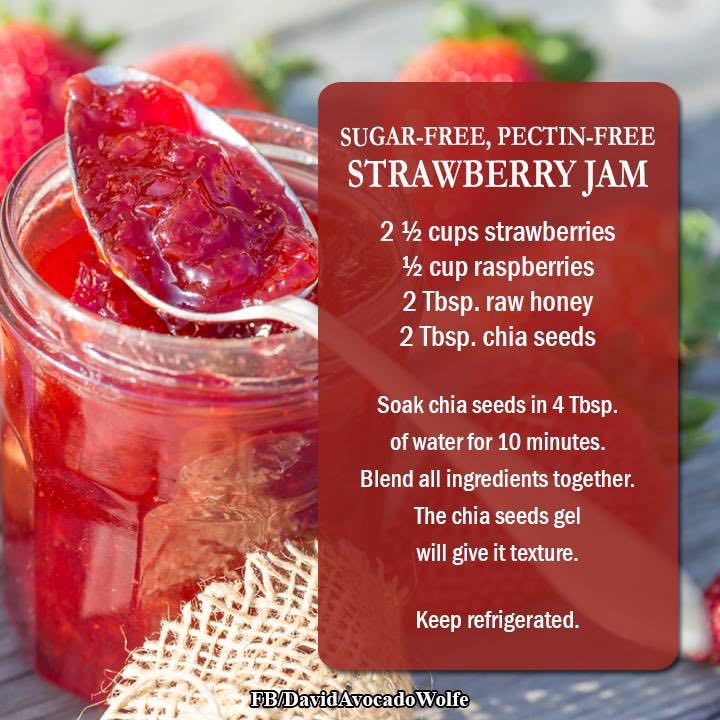 SUGAR-FREE, PECTIN-FREE
STRAWBERRY JAM
2 ½ cups strawberries
½ cup raspberries
2 Tbsp. raw honey
2 Tbsp. chia seeds
Soak chia seeds in 4 Tbsp.
of water for 10 minutes.
Blend all ingredients together.
The chia seeds gel
will give it texture.
Keep refrigerated.
FB/DavidAvocadoWolfe